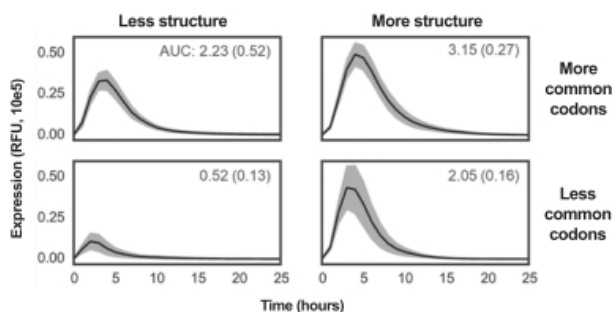 Less structure
More structure
Expression (RFU, 10e5)
0.50
0.25
0.00
AUC: 2.23 (0.52)
3.15 (0.27)
More
common
codons
0.50
0.25
0.00
0.52 (0.13)
2.05 (0.16)
Less
common
codons
0 5 10 15 20 25
0 5 10 15 20 25
Time (hours)